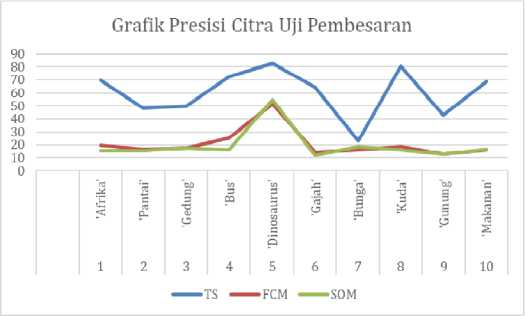 Grafik Presisi Citra Uji Pembesaran
90
80
70
60
50
40
30
20
10
0
'Afrika'
'Pantai'
'Gedung'
'Bus'
'Dinosaurus'
'Gajah'
'Bunga'
'Kuda'
'Gunung'
'Makanan'
1 2 3 4 5 6 7 8 9 10
TS FCM SOM